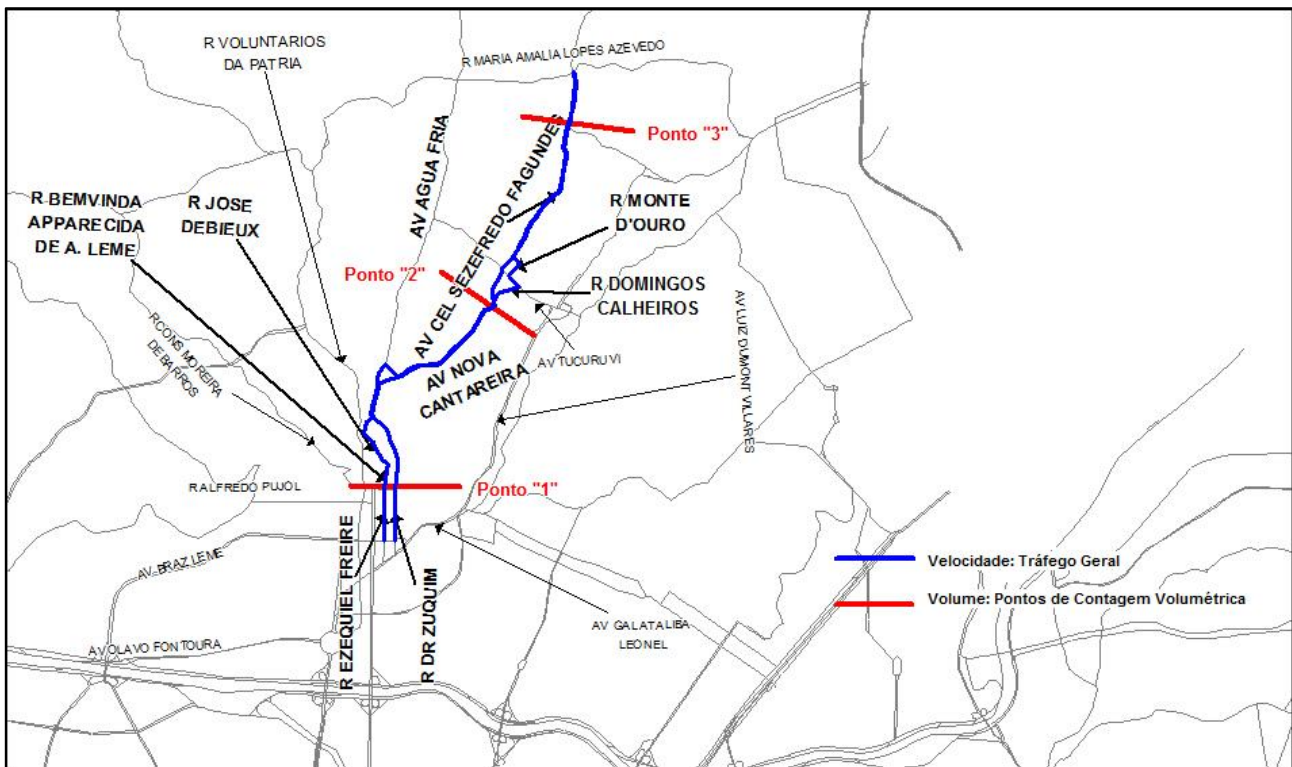 R VOLUNTARIOS
DA PATRIA
R MARIA AMALIA LOPES AZEVEDO
Ponto "3"
AV AGUA FRIA
AV CEL SEZEFREDO FAGUNDES
R BEMVINDA
APPARECIDA
DE A. LEME
R JOSE
DEBIEUX
R MONTE
D'OURO
Ponto "2"
R DOMINGOS
CALHEIROS
R CONS MOREIRA
DE BARROS
AV TUCURUVI
AV NOVA
CANTAREIRA
AV LUIZ DUMONT VILLARES
R ALFREDO PUJOL
Ponto "1"
AV BRAZ LEME
R EZEQUIEL FREIRE
R DR ZUQUIM
AV GALATALIBA
LEONEL
AV OLAVO FONTOURA
Velocidade: Tráfego Geral
Volume: Pontos de Contagem Volumétrica